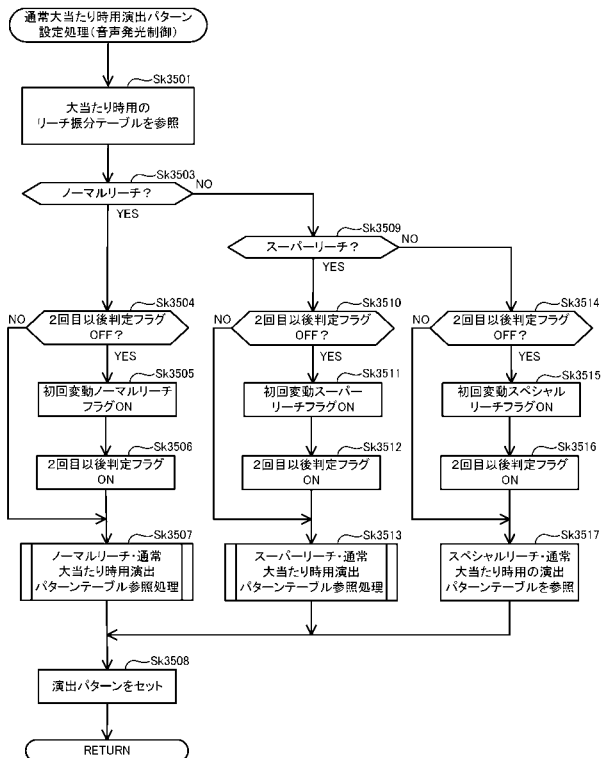 通常大当たり時用演出パターン
設定処理(音声発光制御)
Sk3501
大当たり時用の
リーチ振分テーブルを参照
Sk3503
ノーマルリーチ？
NO
YES
Sk3509
スーパーリーチ？
NO
YES
Sk3504
NO
2回目以後判定フラグ
OFF？
YES
Sk3505
初回変動ノーマルリーチ
フラグON
Sk3506
2回目以後判定フラグ
ON
Sk3507
ノーマルリーチ・通常
大当たり時用演出
パターンテーブル参照処理
Sk3510
NO
2回目以後判定フラグ
OFF？
YES
Sk3511
初回変動スーパー
リーチフラグON
Sk3512
2回目以後判定フラグ
ON
Sk3513
スーパーリーチ・通常
大当たり時用演出
パターンテーブル参照処理
Sk3514
NO
2回目以後判定フラグ
OFF？
YES
Sk3515
初回変動スペシャル
リーチフラグON
Sk3516
2回目以後判定フラグ
ON
Sk3517
スペシャルリーチ・通常
大当たり時用の演出
パターンテーブルを参照
Sk3508
演出パターンをセット
RETURN